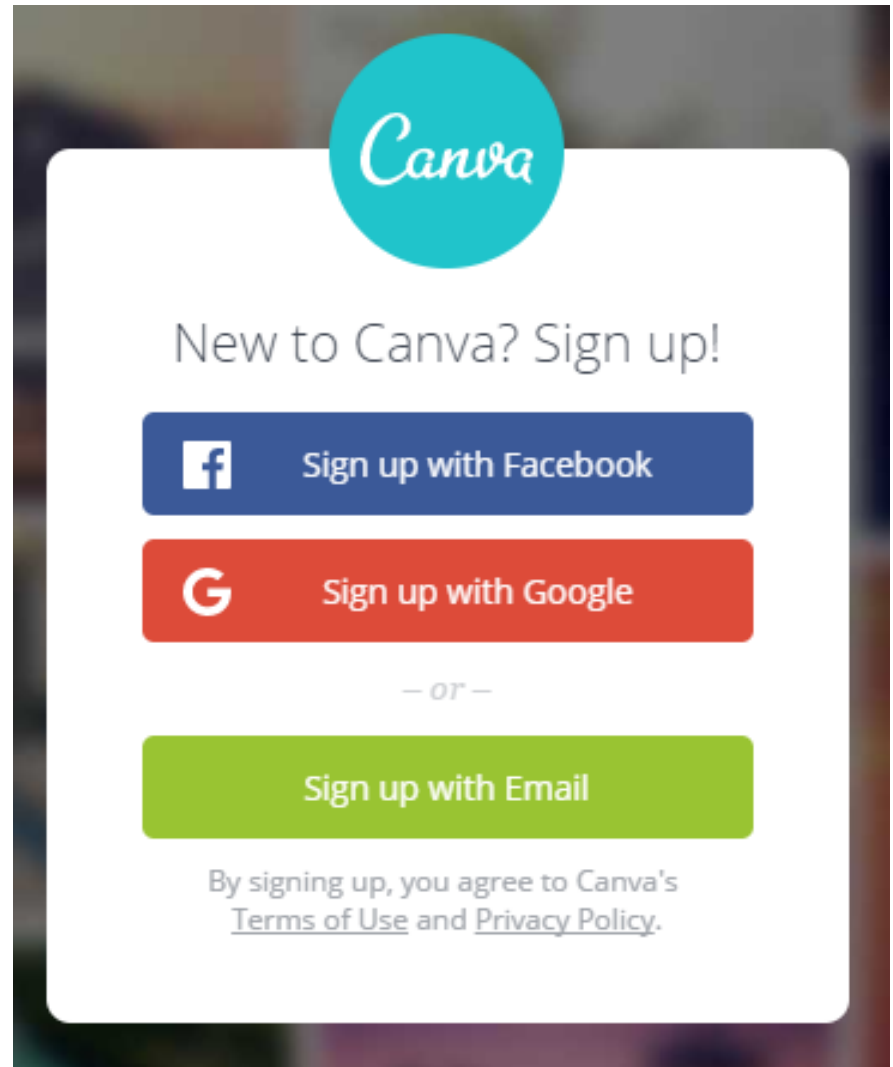 Canva
New to Canva? Sign up!
Sign up with Facebook
Sign up with Google
– or –
Sign up with Email
By signing up, you agree to Canva's
Terms of Use and Privacy Policy.